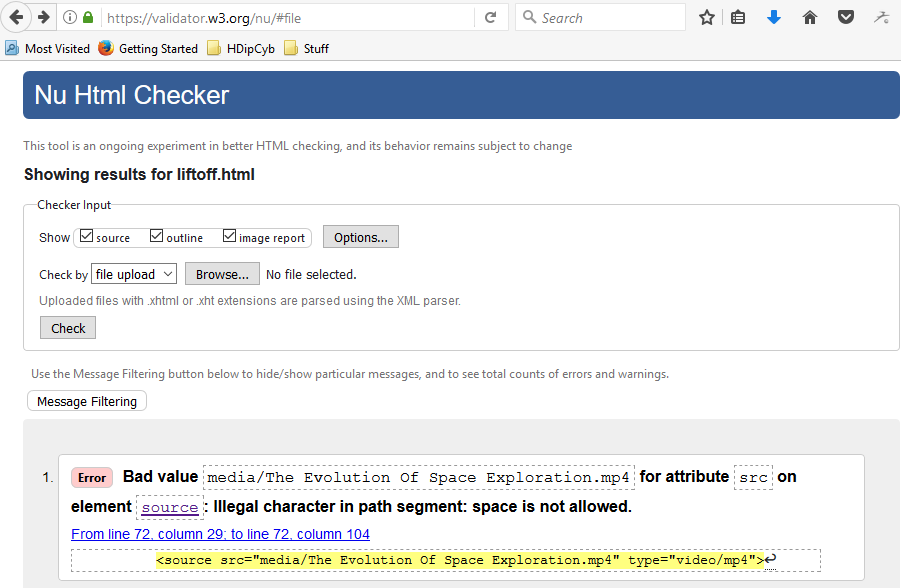 https://validator.w3.org/nu/#file
Search
Most Visited Getting Started HDipCyb Stuff
Nu Html Checker
This tool is an ongoing experiment in better HTML checking, and its behavior remains subject to change
Showing results for liftoff.html
Checker Input
Show source outline image report Options...
Check by file upload Browse... No file selected.
Uploaded files with .xhtml or .xht extensions are parsed using the XML parser.
Check
Use the Message Filtering button below to hide/show particular messages, and to see total counts of errors and warnings.
Message Filtering
1. Error Bad value media/The Evolution Of Space Exploration.mp4 for attribute src on
element source: Illegal character in path segment: space is not allowed.
From line 72, column 29; to line 72, column 104
<source src="media/The Evolution Of Space Exploration.mp4" type="video/mp4">↩